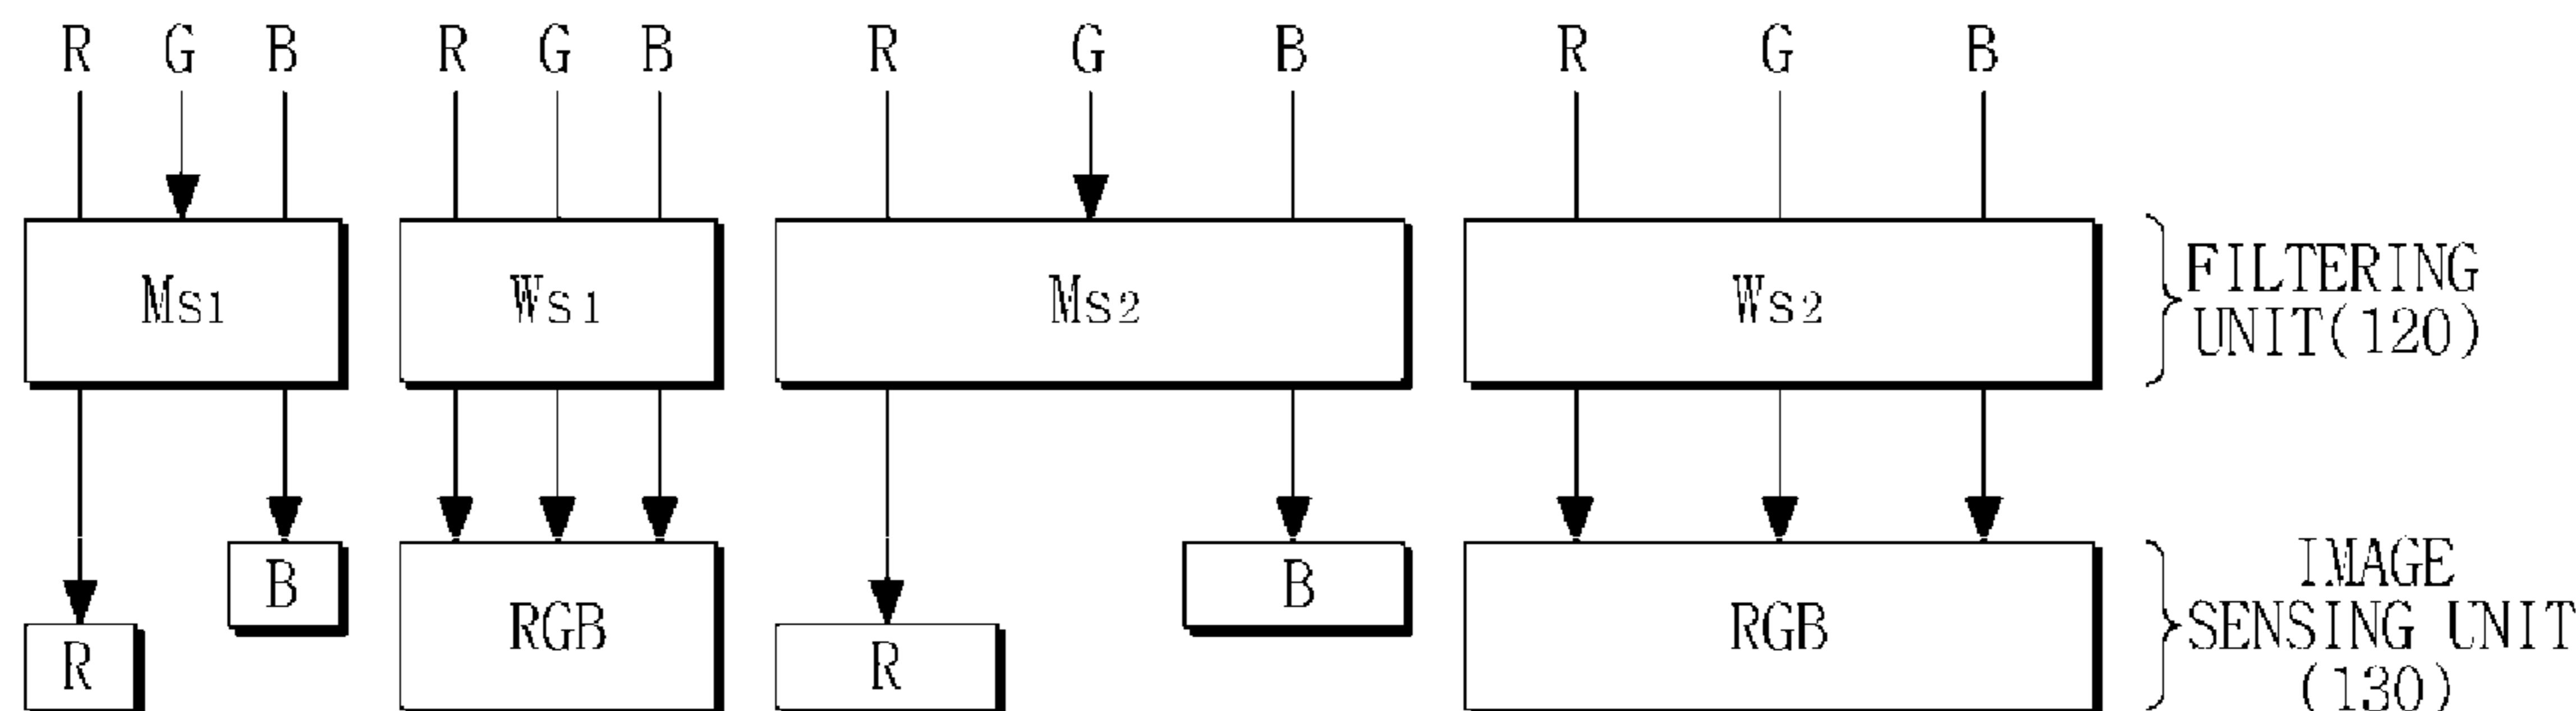 R G B R G B R G B R G B
Ms1 Ws1 Ms2 Ws2
FILTERING
UNIT(120)
B B
R RGB R RGB
IMAGE
SENSING UNIT
(130)